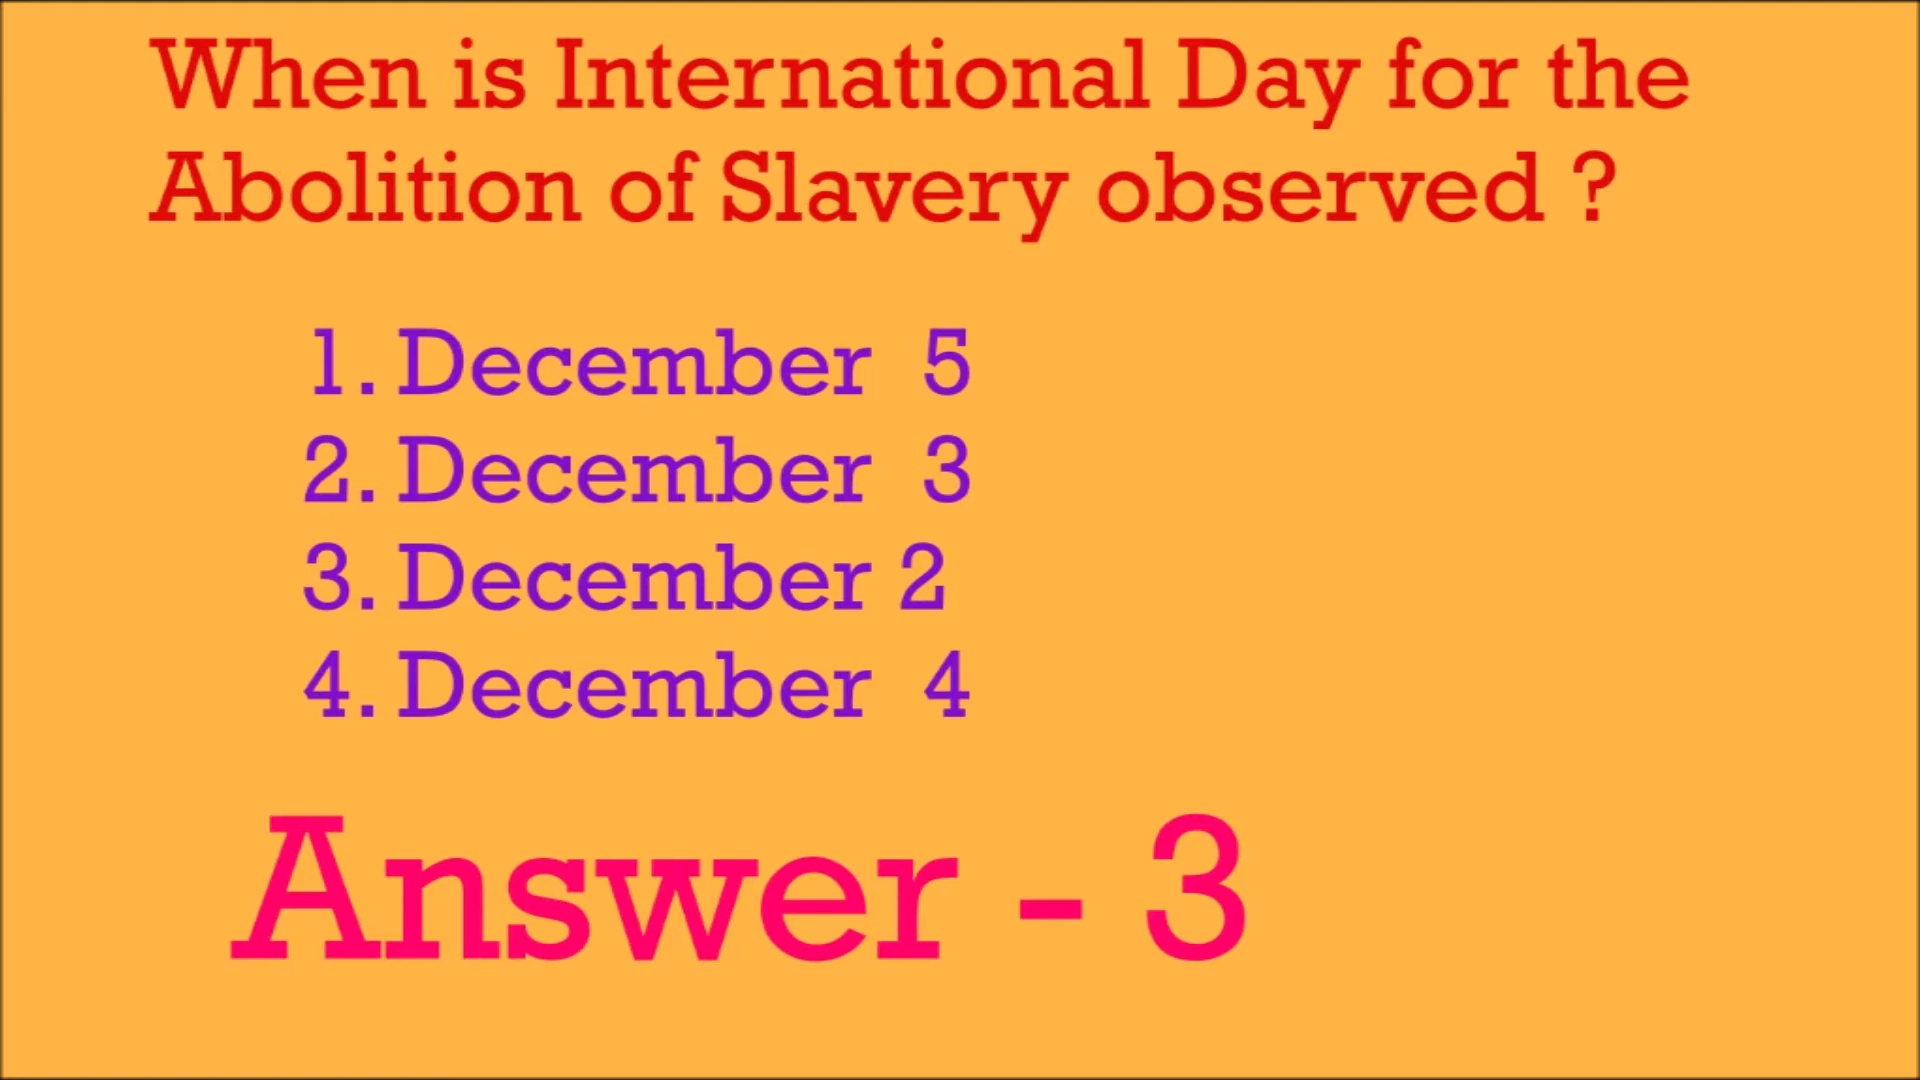 When is International Day for the
Abolition of Slavery observed ?
1. December 5
2. December 3
3. December 2
4. December 4
Answer - 3